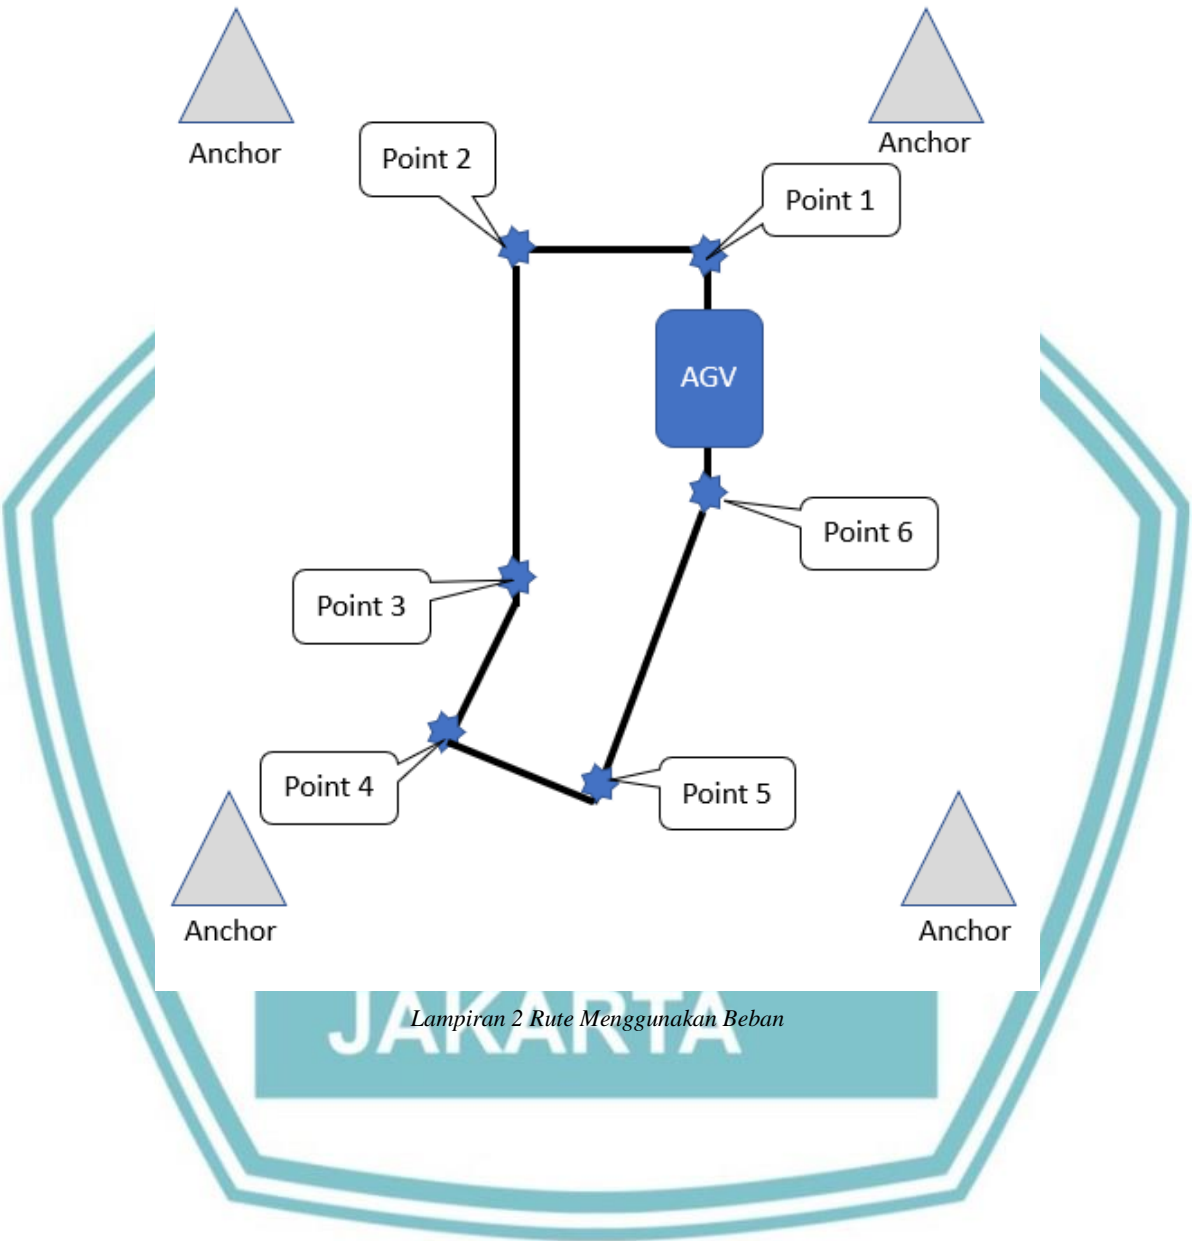 Anchor
Anchor
Point 2
Point 1
AGV
Point 6
Point 3
Point 4
Point 5
Anchor
Anchor
JAKARTA
Lampiran 2 Rute Menggunakan Beban